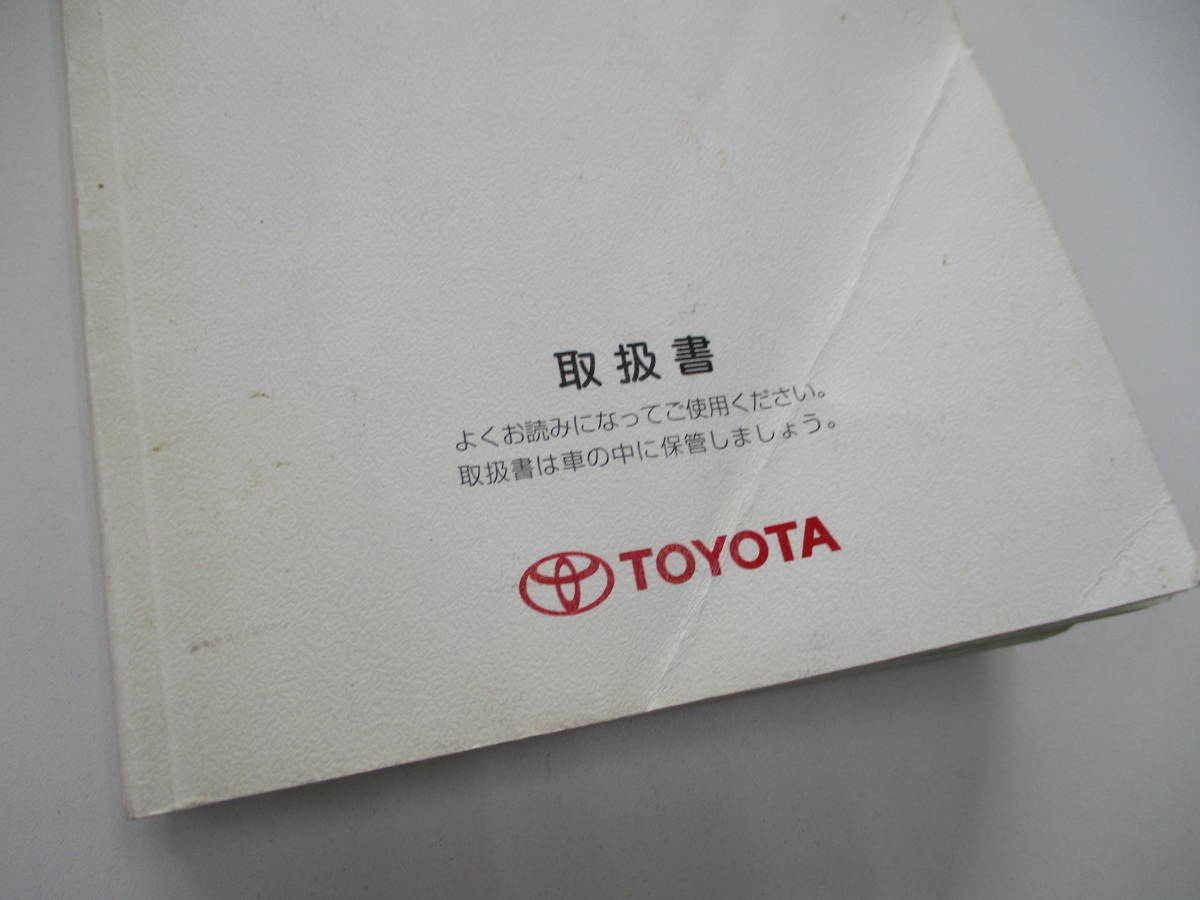 取扱書
よくお読みになってご使用ください。
取扱書は車の中に保管しましょう。
TOYOTA